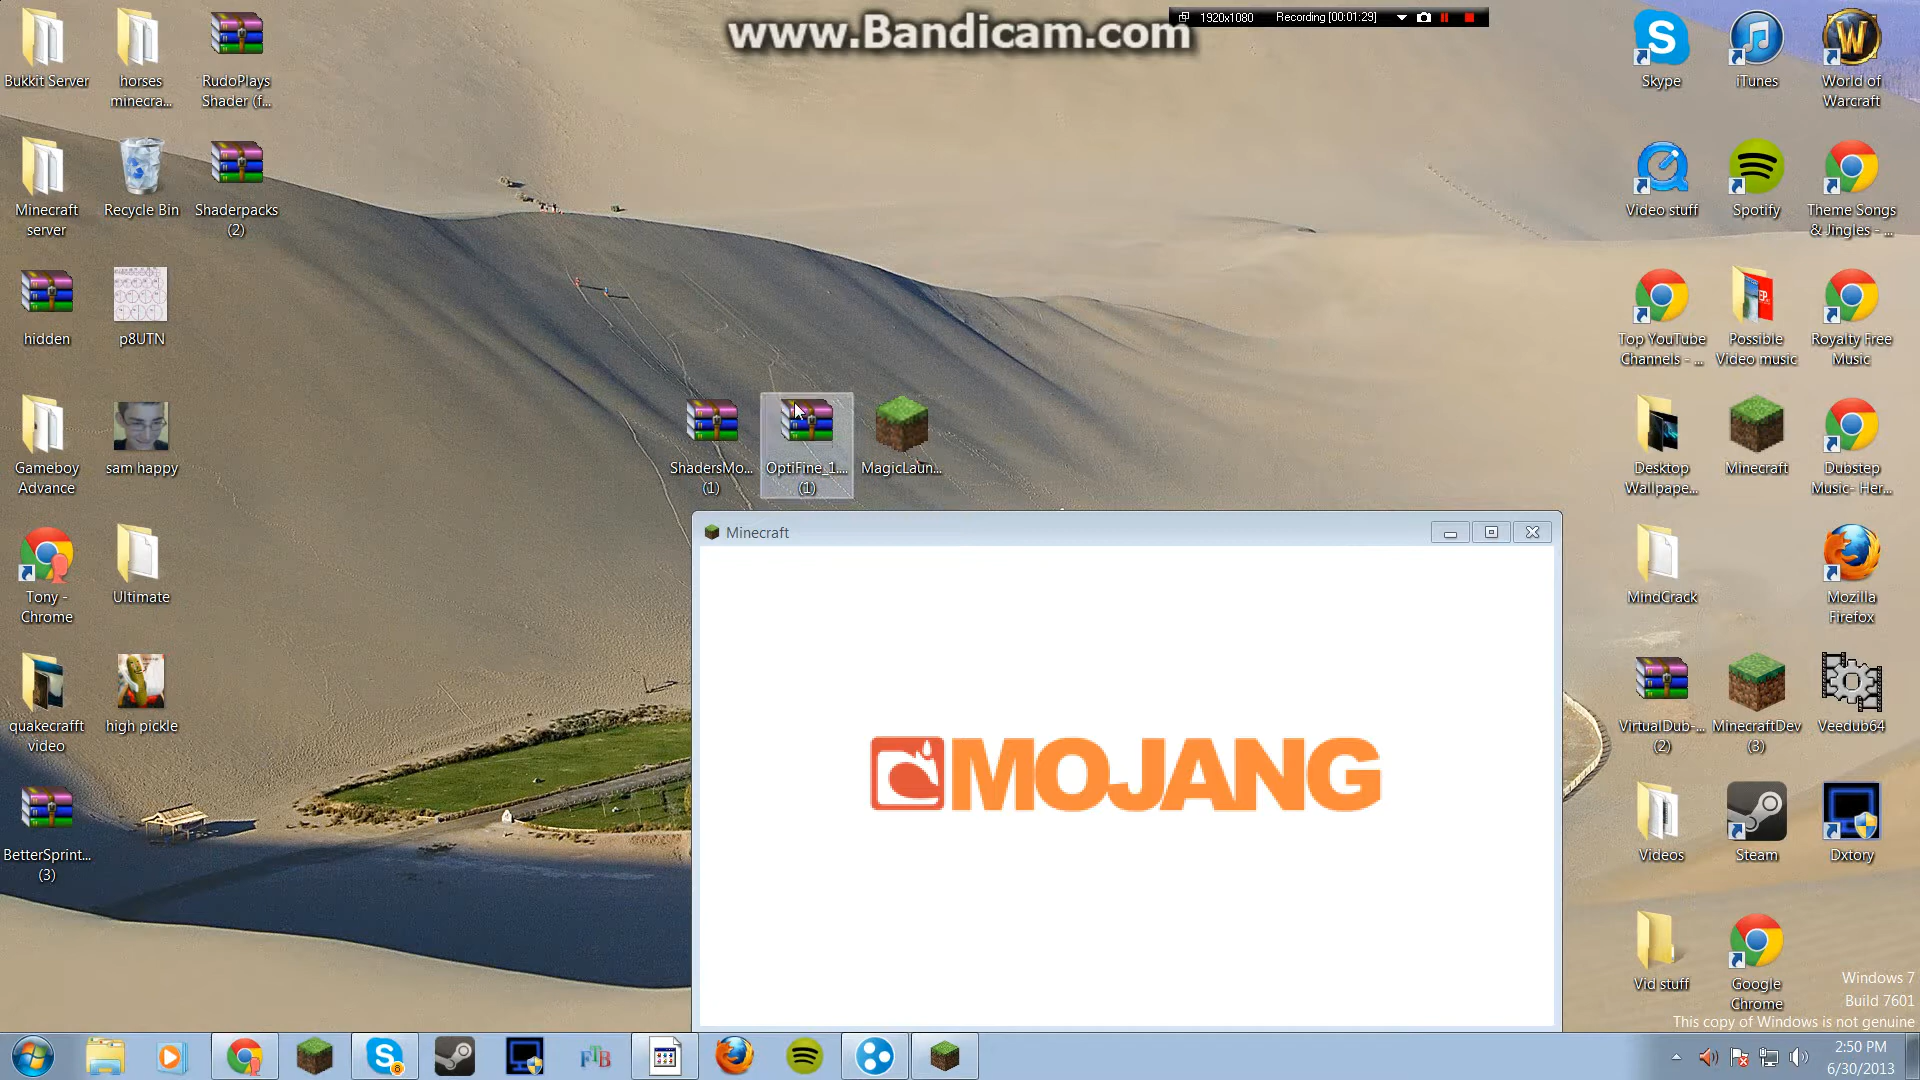 www.Bandicam.com
1920x1080 Recording [00:01:29]
Bukkit Server
horses
minecra...
RudoPlays
Shader (f...
Minecraft
server
Recycle Bin
Shaderpacks
(2)
hidden
p8UTN
Gameboy
Advance
sam happy
Tony -
Chrome
Ultimate
quakecrafft
video
high pickle
BetterSprint...
(3)
ShadersMo...
(1)
OptiFine_1....
(1)
MagicLaun...
Minecraft
MOJANG
Skype
iTunes
World of
Warcraft
Video stuff
Spotify
Theme Songs
& Jingles - ...
Top YouTube
Channels - ...
Possible
Video music
Royalty Free
Music
Desktop
Wallpape...
Minecraft
Dubstep
Music- Her...
MindCrack
Mozilla
Firefox
VirtualDub-...
(2)
MinecraftDev
(3)
Veedub64
Videos
Steam
Dxtory
Vid stuff
Google
Chrome
Windows 7
Build 7601
This copy of Windows is not genuine
FTB
2:50 PM
6/30/2013